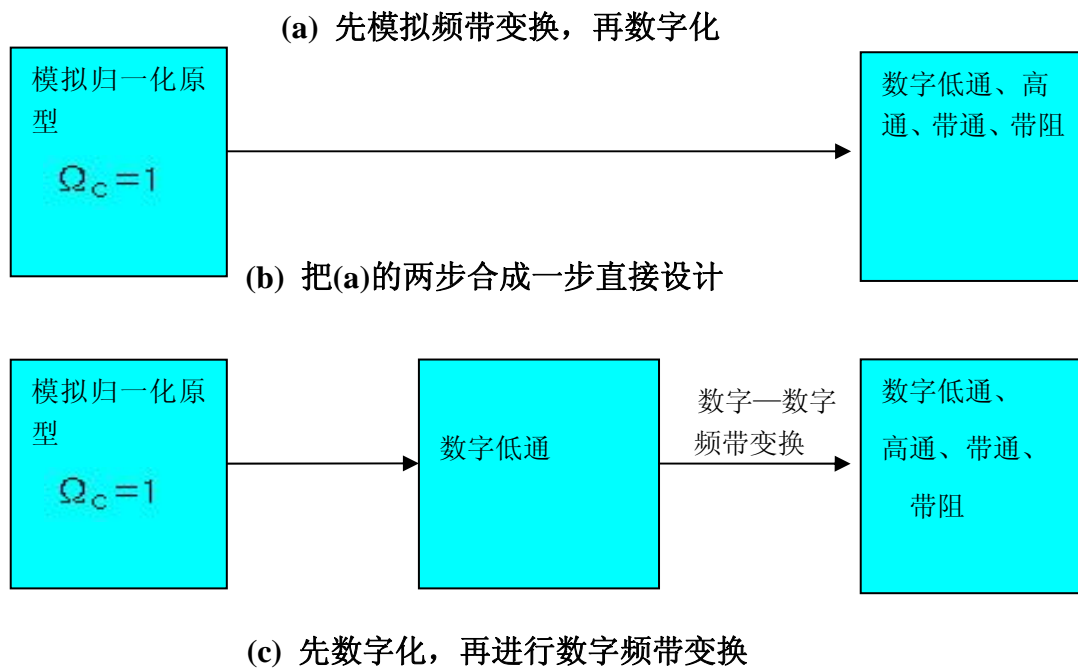 (a) 先模拟频带变换，再数字化
模拟归一化原
型
Ω_C=1
数字低通、高
通、带通、带阻
(b) 把(a)的两步合成一步直接设计
模拟归一化原
型
Ω_C=1
数字低通
数字—数字
频带变换
数字低通、
高通、带通、
带阻
(c) 先数字化，再进行数字频带变换